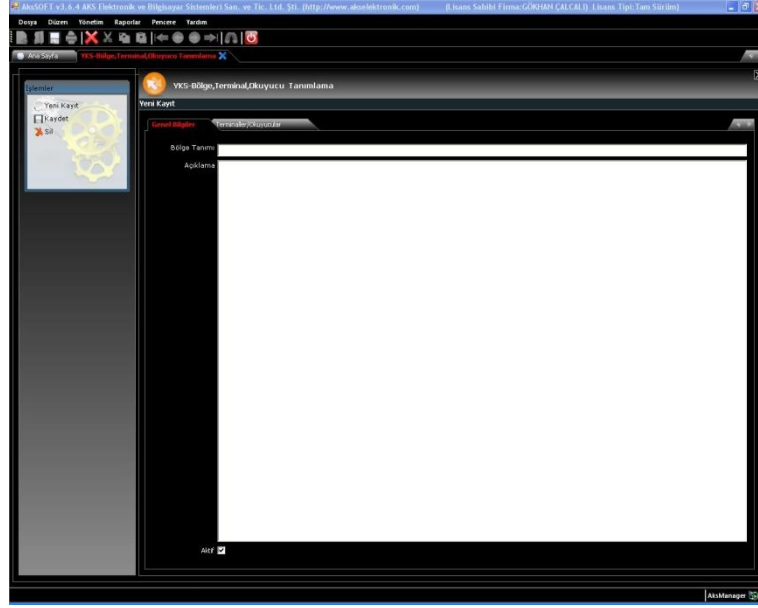 AksSOFT v3.6.4 AKS Elektronik ve Bilgisayar Sistemleri San. ve Tic. Ltd. Şti. (http://www.akselektronik.com) (Lisans Sahibi Firma:GÖKHAN ÇALCALI) Lisans Tipi:Tam Sürüm)
Dosya Düzen Yönetim Raporlar Pencere Yardım
Ana Sayfa YKS-Bölge,Terminal,Okuyucu Tanımlama
İşlemler
Yeni Kayıt
Kaydet
Sil
YKS-Bölge,Terminal,Okuyucu Tanımlama
Yeni Kayıt
Genel Bilgiler Terminaller/Okuyucular
Bölge Tanımı
Açıklama
Aktif
AksManager